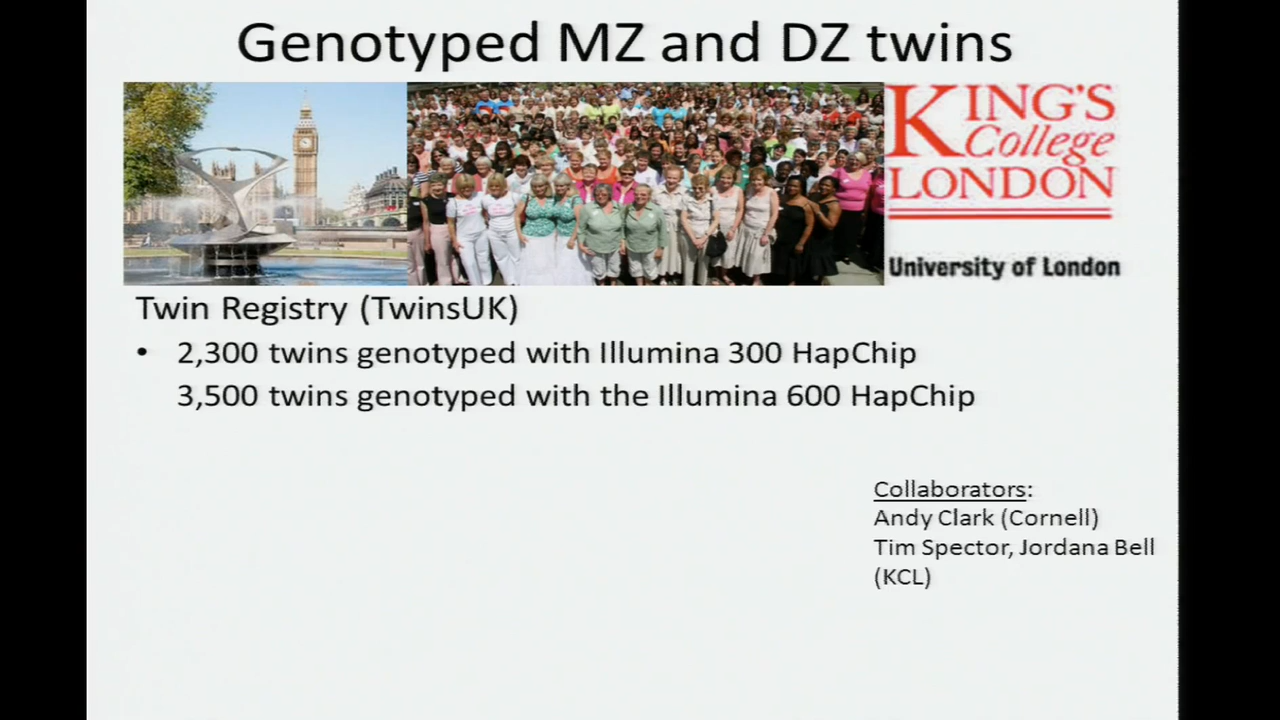 Genotyped MZ and DZ twins
KING'S
College
LONDON
University of London
Twin Registry (TwinsUK)
• 2,300 twins genotyped with Illumina 300 HapChip
3,500 twins genotyped with the Illumina 600 HapChip
Collaborators:
Andy Clark (Cornell)
Tim Spector, Jordana Bell
(KCL)